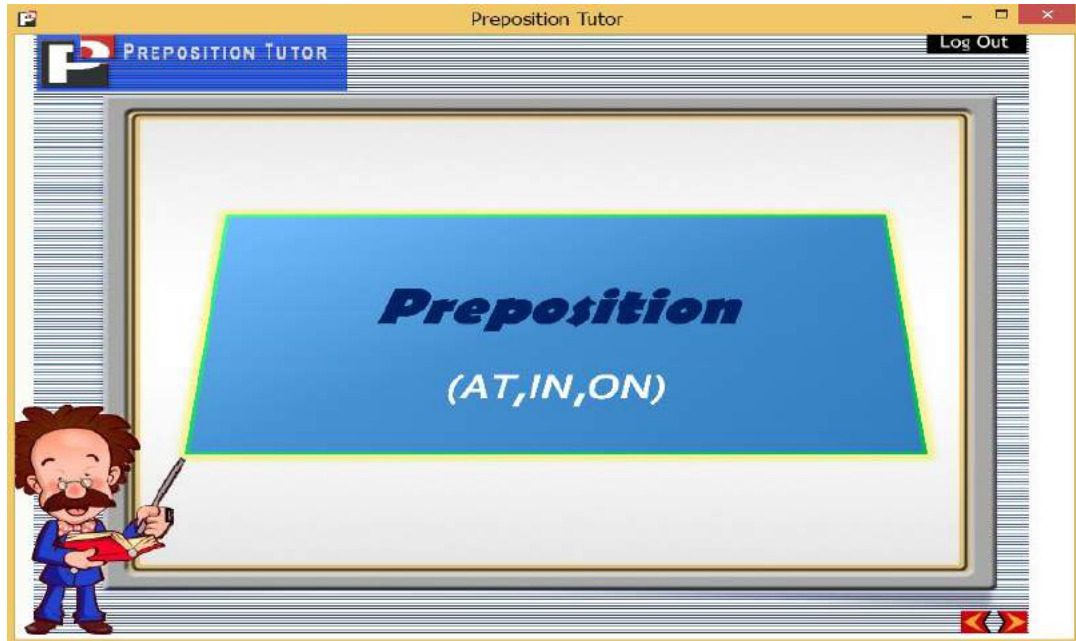 Preposition Tutor
PREPOSITION TUTOR
Log Out
Preposition
(AT,IN,ON)